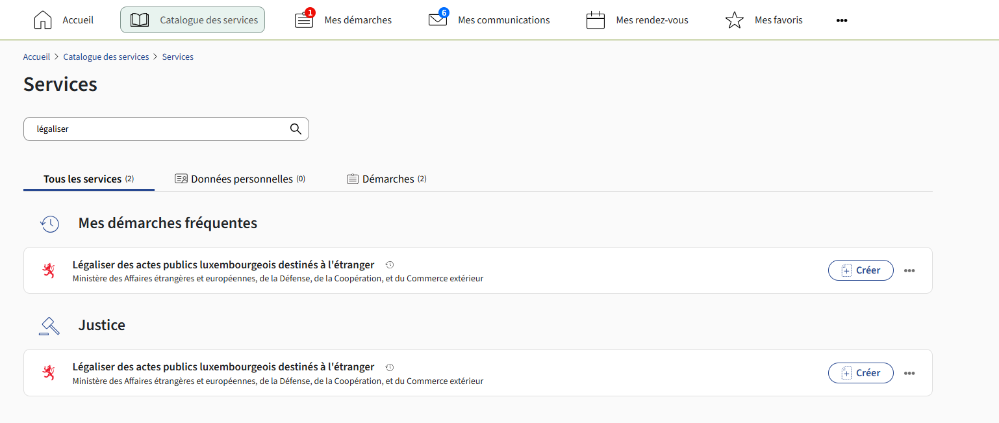 Accueil
Catalogue des services
1
Mes démarches
6
Mes communications
Mes rendez-vous
Mes favoris
Accueil > Catalogue des services > Services
Services
légaliser
Tous les services (2)
Données personnelles (0)
Démarches (2)
Mes démarches fréquentes
Légaliser des actes publics luxembourgeois destinés à l'étranger
Ministère des Affaires étrangères et européennes, de la Défense, de la Coopération, et du Commerce extérieur
Créer
Justice
Légaliser des actes publics luxembourgeois destinés à l'étranger
Ministère des Affaires étrangères et européennes, de la Défense, de la Coopération, et du Commerce extérieur
Créer